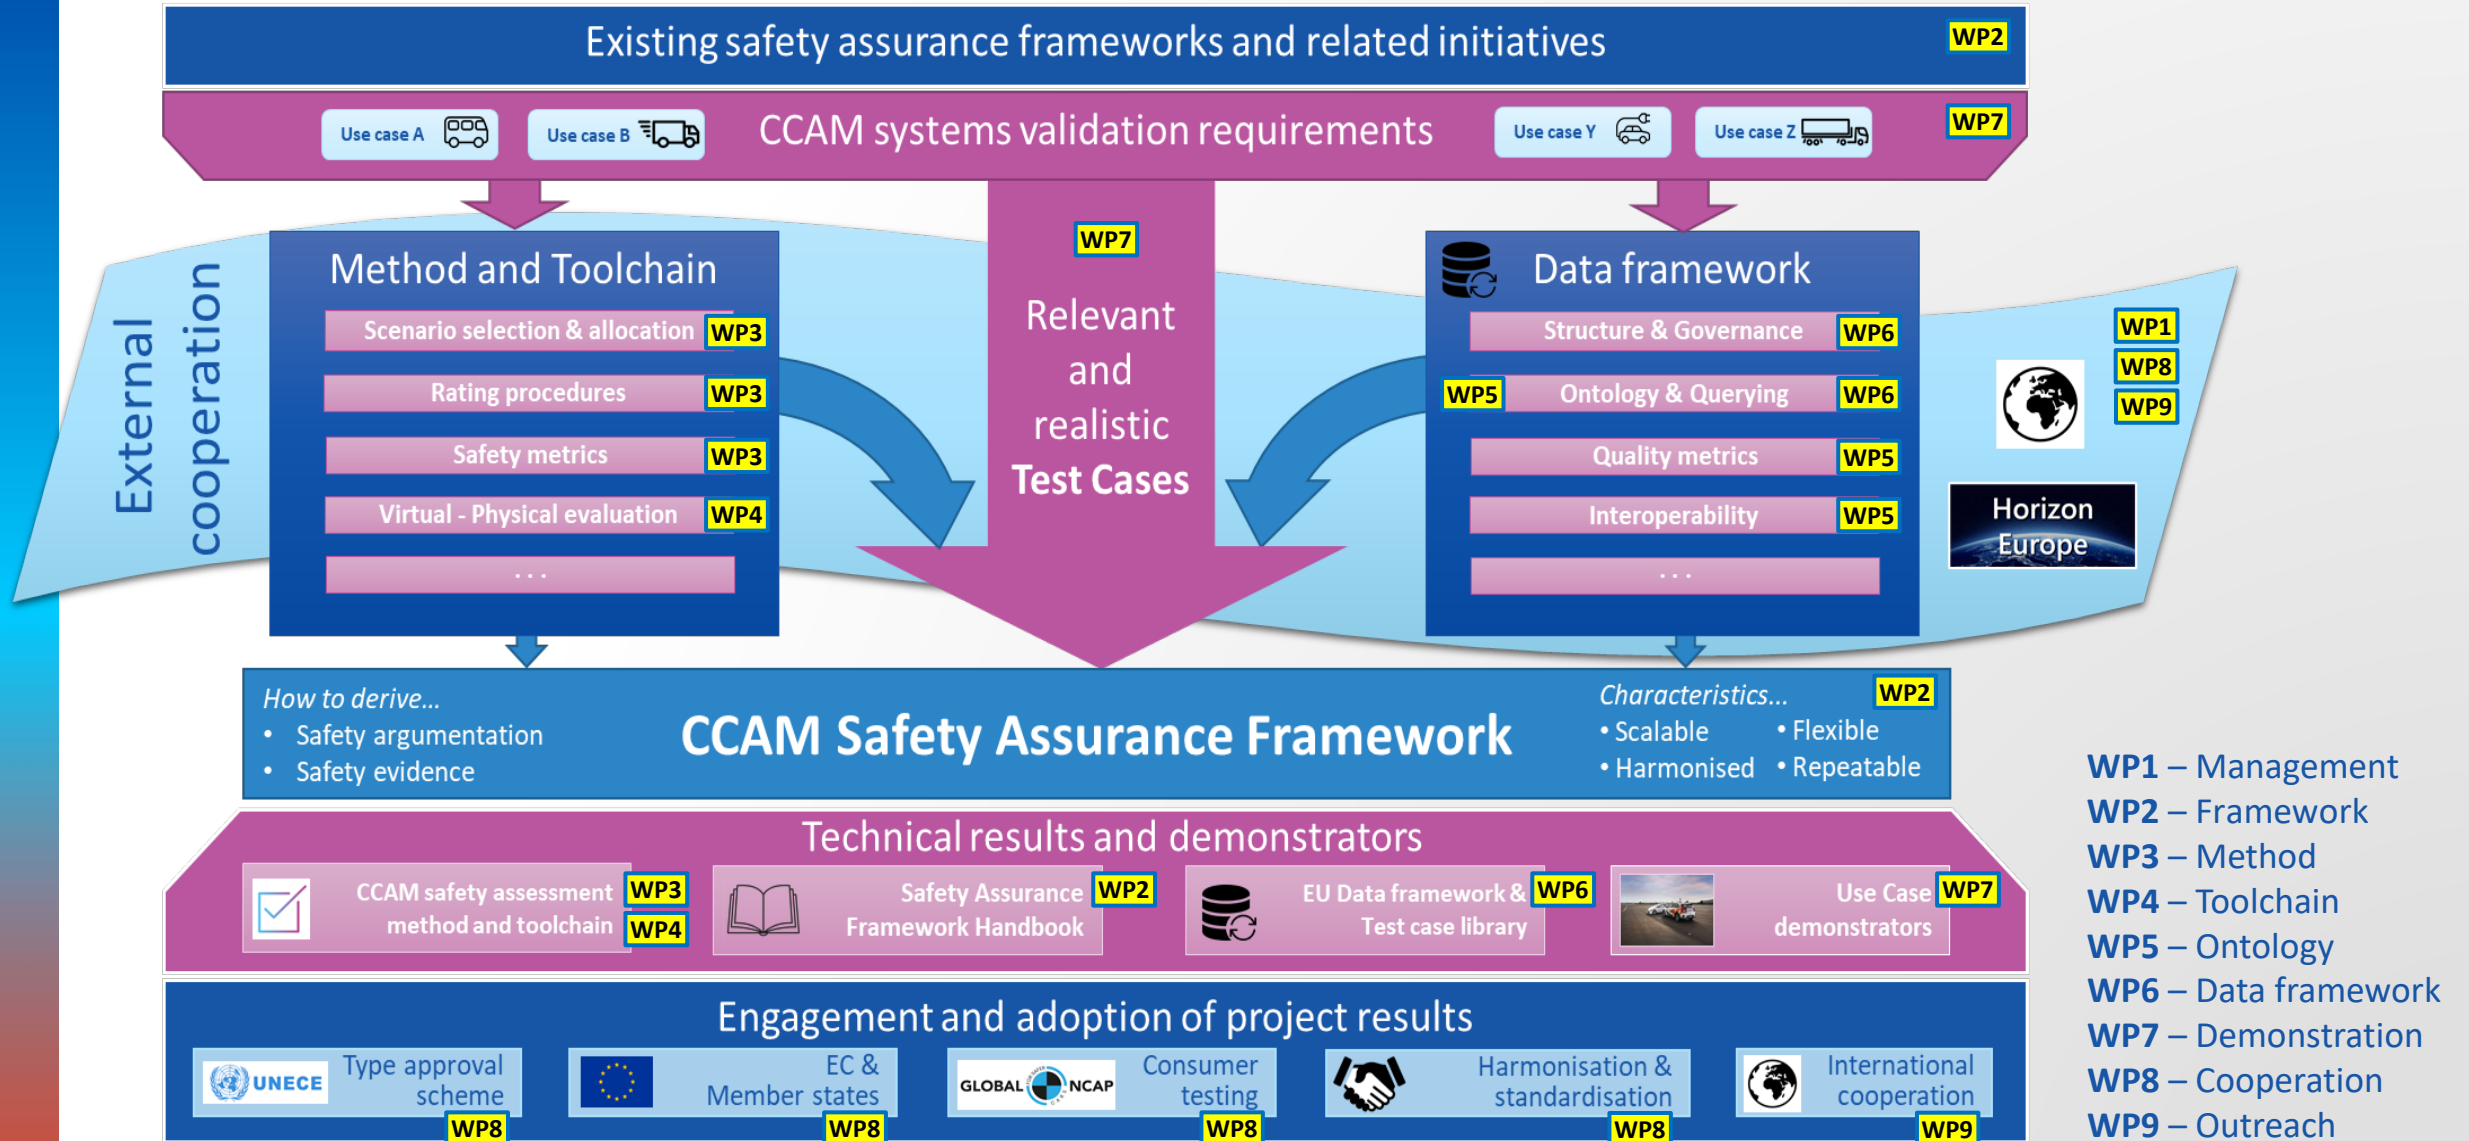 Existing safety assurance frameworks and related initiatives
WP2
Use case A
Use case B
CCAM systems validation requirements
Use case Y
Use case Z
WP7
External
cooperation
Method and Toolchain
Scenario selection & allocation WP3
Rating procedures WP3
Safety metrics WP3
Virtual - Physical evaluation WP4
...
WP7
Relevant
and
realistic
Test Cases
Data framework
Structure & Governance WP6
WP5 Ontology & Querying WP6
Quality metrics WP5
Interoperability WP5
...
WP1
WP8
WP9
Horizon
Europe
How to derive...
• Safety argumentation
• Safety evidence
CCAM Safety Assurance Framework
Characteristics...
WP2
• Scalable • Flexible
• Harmonised • Repeatable
Technical results and demonstrators
CCAM safety assessment WP3
method and toolchain WP4
Safety Assurance WP2
Framework Handbook
EU Data framework & WP6
Test case library
Use Case WP7
demonstrators
Engagement and adoption of project results
UNECE
Type approval
scheme
WP8
EC &
Member states
WP8
GLOBAL NCAP
Consumer
testing
WP8
Harmonisation &
standardisation
WP8
International
cooperation
WP9
WP1 – Management
WP2 – Framework
WP3 – Method
WP4 – Toolchain
WP5 – Ontology
WP6 – Data framework
WP7 – Demonstration
WP8 – Cooperation
WP9 – Outreach